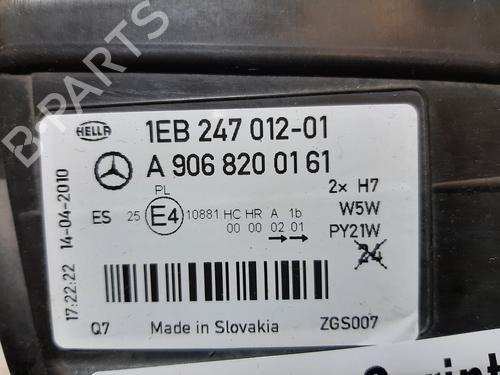 HELLA
1EB 247 012-01
A 906 820 01 61
PL
2x H7
W5W
PY21W
24
ES 25 E4 10881 HC HR A 1b
00 00 02 01
17:22:22 14-04-2010
Q7 Made in Slovakia ZGS007